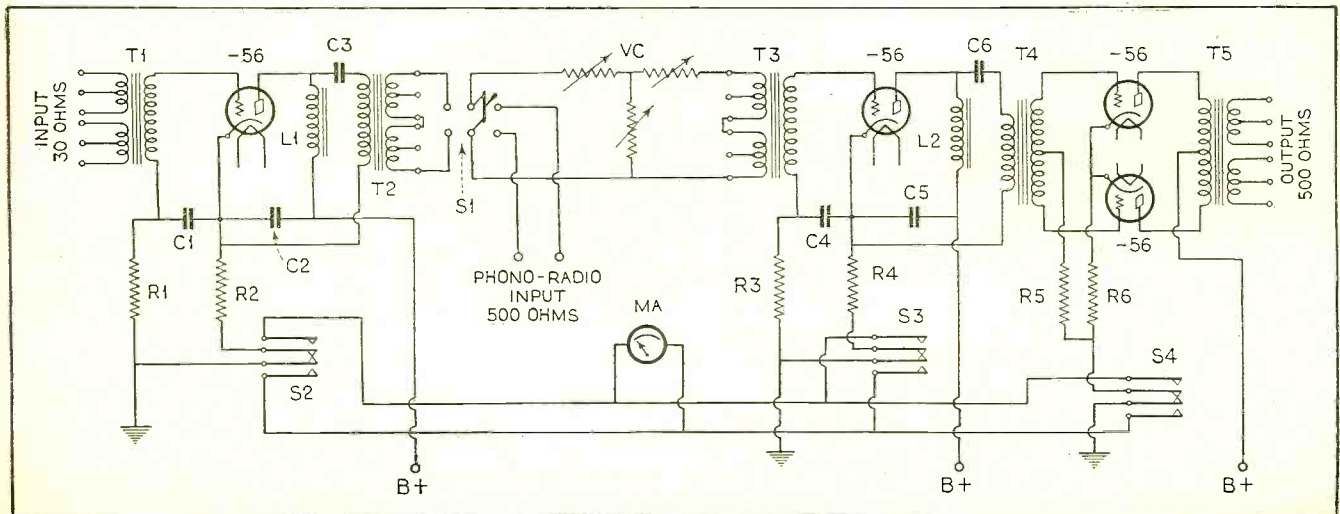 T1
-56
C3
VC
T3
-56
C6
T4
-56
T5
INPUT
30 OHMS
L1
T2
S1
L2
OUTPUT
500 OHMS
C1
C2
C4
C5
-56
R1
R2
PHONO-RADIO
INPUT
500 OHMS
R3
R4
R5
R6
MA
S2
S3
S4
B+
B+
B+